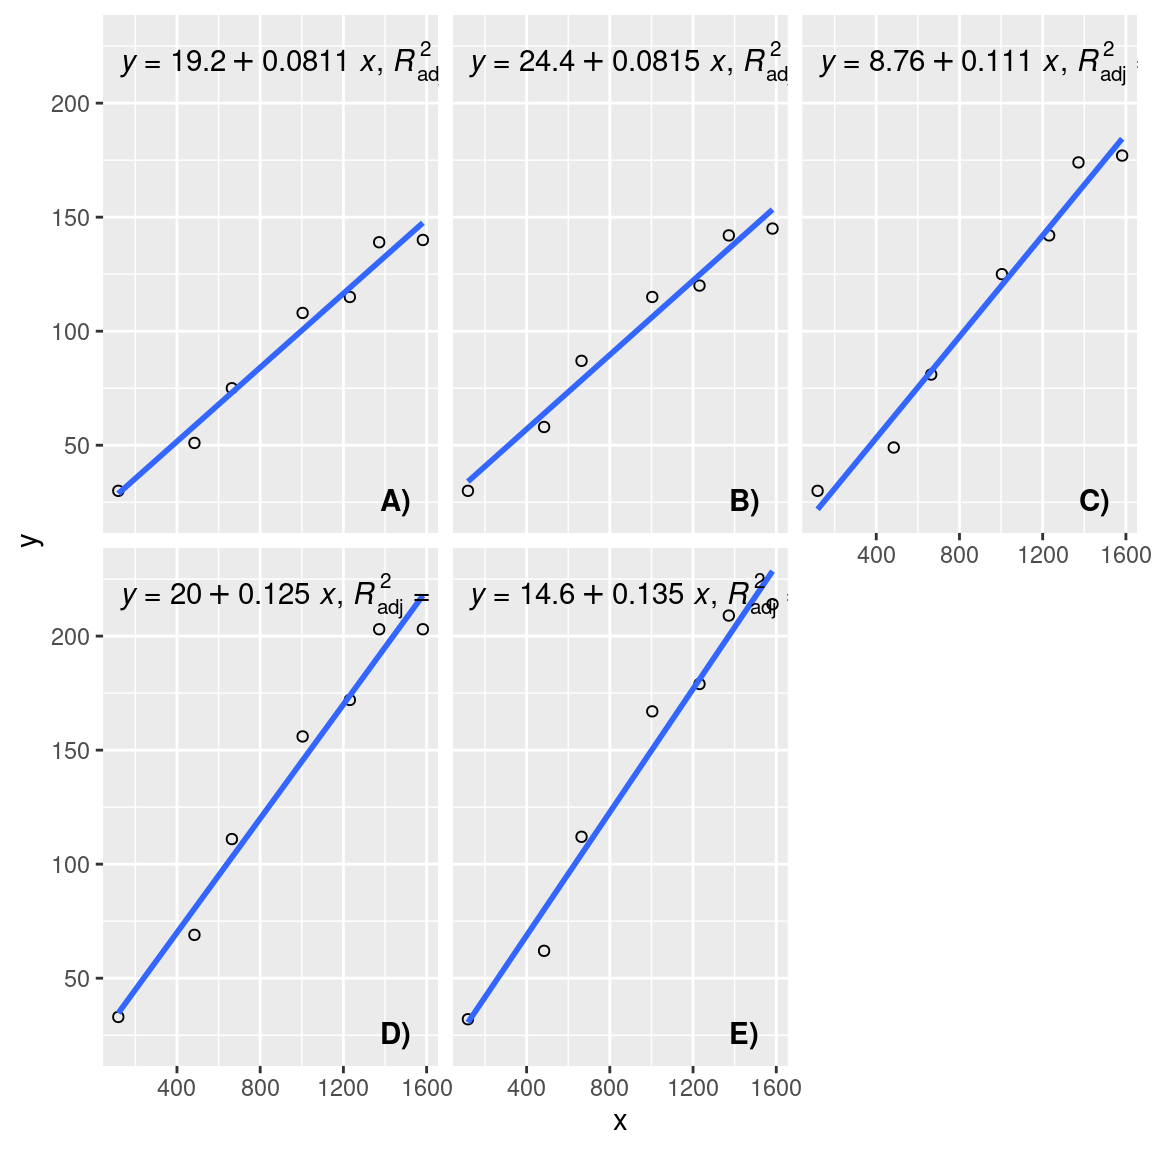 y = 19.2 + 0.0811 x, R²adj
y = 24.4 + 0.0815 x, R²ad
y = 8.76 + 0.111 x, R²adj
200
150
100
50
A)
B)
C)
400 800 1200 1600
y
y = 20 + 0.125 x, R²adj =
y = 14.6 + 0.135 x, R²adj
200
150
100
50
D)
E)
400 800 1200 1600
400 800 1200 1600
x